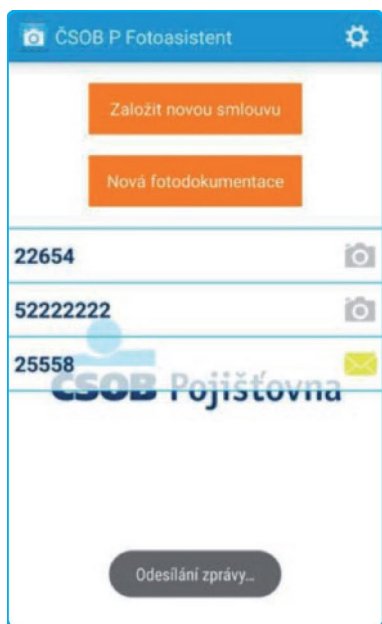 ČSOB P Fotoasistent
Založit novou smlouvu
Nová fotodokumentace
22654
52222222
25558
ČSOB Pojišťovna
Odesílání zprávy...